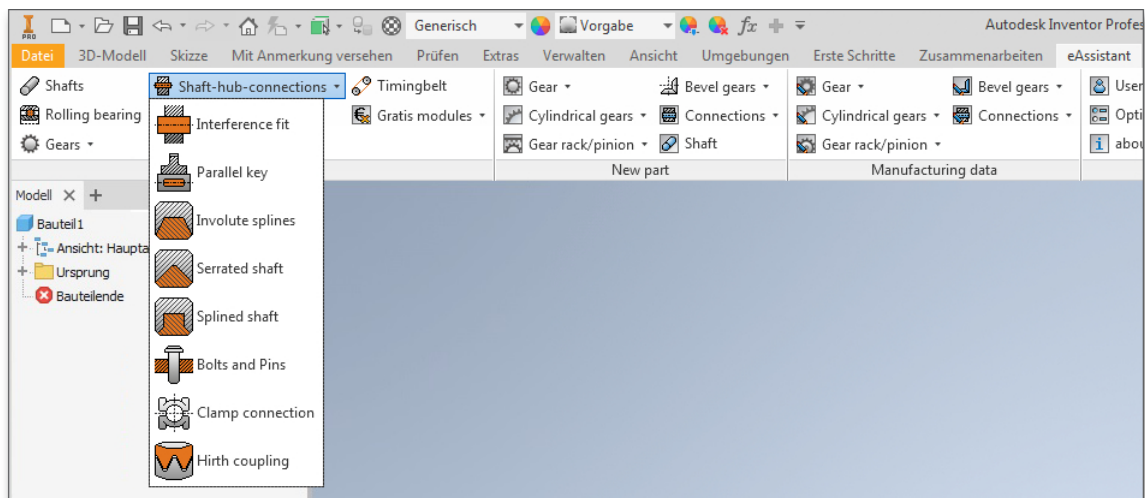 PRO Generisch Vorgabe fx Autodesk Inventor Profes
Datei 3D-Modell Skizze Mit Anmerkung versehen Prüfen Extras Verwalten Ansicht Umgebungen Erste Schritte Zusammenarbeiten eAssistant
Shafts Shaft-hub-connections Timingbelt Gear Bevel gears Gear Bevel gears User
Rolling bearing Gratis modules Cylindrical gears Connections Cylindrical gears Connections Opti
Gears Gear rack/pinion Shaft Gear rack/pinion abou
New part Manufacturing data
Interference fit
Parallel key
Involute splines
Serrated shaft
Splined shaft
Bolts and Pins
Clamp connection
Hirth coupling
Modell
Bauteil1
Ansicht: Haupta
Ursprung
Bauteilende